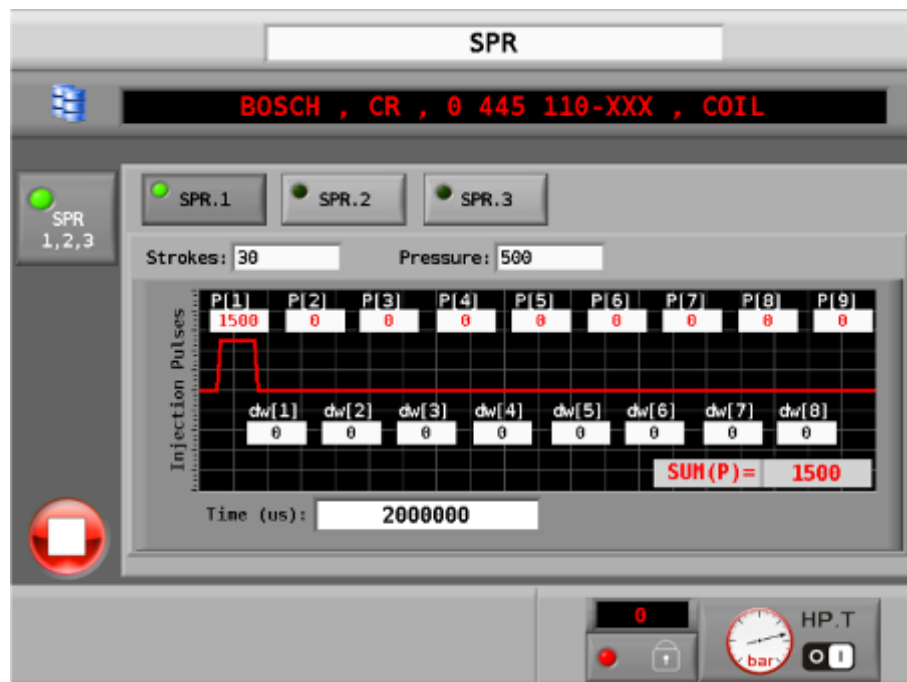 SPR
BOSCH , CR , 0 445 110-XXX , COIL
SPR
1,2,3
SPR.1 SPR.2 SPR.3
Strokes: 30 Pressure: 500
Injection Pulses
P[1] P[2] P[3] P[4] P[5] P[6] P[7] P[8] P[9]
1500 0 0 0 0 0 0 0 0
dw[1] dw[2] dw[3] dw[4] dw[5] dw[6] dw[7] dw[8]
0 0 0 0 0 0 0 0
SUM(P)= 1500
Time (us): 2000000
0
HP.T
bar
O I